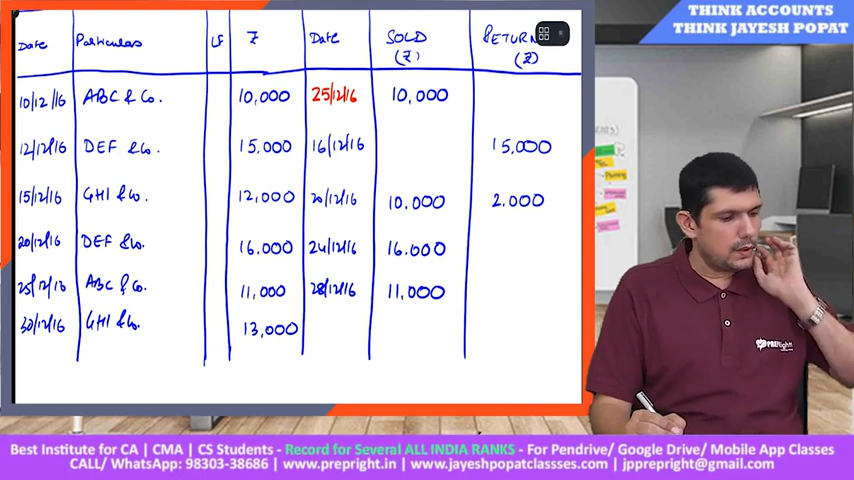 THINK ACCOUNTS
THINK JAYESH POPAT
Date Particulars LF ₹ Date SOLD (₹) RETURN (₹)
10/12/16 ABC & Co. 10,000 25/12/16 10,000
12/12/16 DEF & Co. 15,000 16/12/16 15,000
15/12/16 GHI & Co. 12,000 20/12/16 10,000 2,000
20/12/16 DEF & Co. 16,000 24/12/16 16,000
25/12/16 ABC & Co. 11,000 28/12/16 11,000
30/12/16 GHI & Co. 13,000
PREPRight
Best Institute for CA | CMA | CS Students - Record for Several ALL INDIA RANKS - For Pendrive/ Google Drive/ Mobile App Classes
CALL/ WhatsApp: 98303-38686 | www.prepright.in | www.jayeshpopatclassses.com | jpprepright@gmail.com